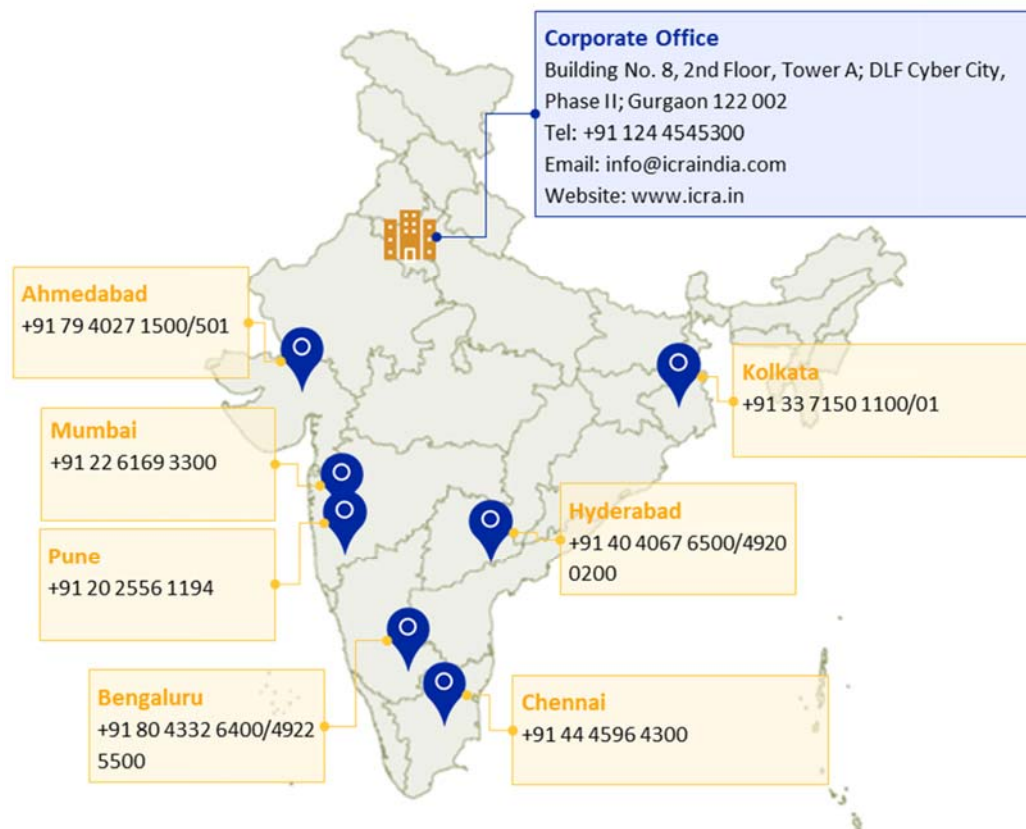 Corporate Office
Building No. 8, 2nd Floor, Tower A; DLF Cyber City,
Phase II; Gurgaon 122 002
Tel: +91 124 4545300
Email: info@icraindia.com
Website: www.icra.in
Ahmedabad
+91 79 4027 1500/501
Kolkata
+91 33 7150 1100/01
Mumbai
+91 22 6169 3300
Hyderabad
+91 40 4067 6500/4920
0200
Pune
+91 20 2556 1194
Bengaluru
+91 80 4332 6400/4922
5500
Chennai
+91 44 4596 4300